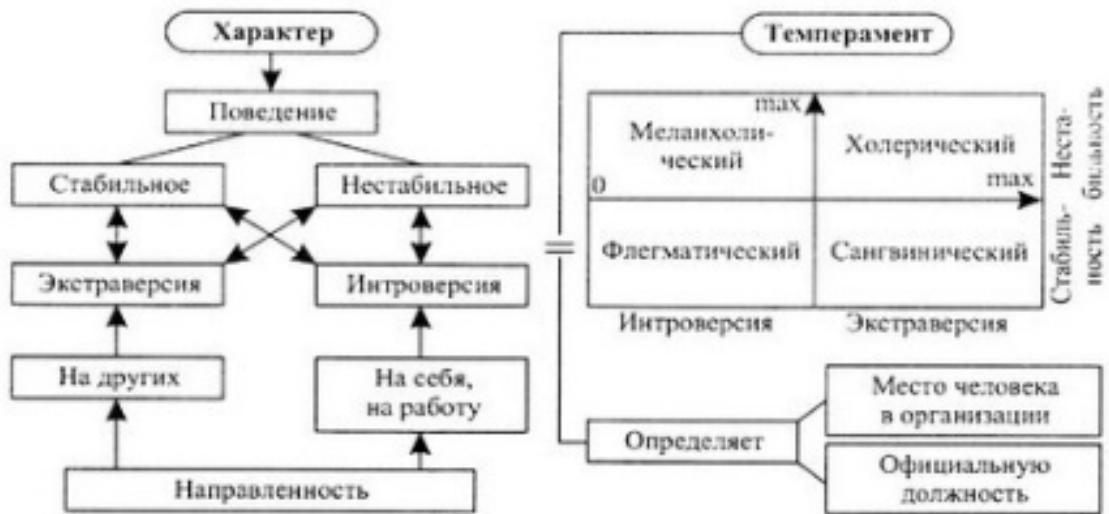 Характер
Поведение
Стабильное
Нестабильное
Экстраверсия
Интроверсия
На других
На себя,
на работу
Направленность
Темперамент
max
Меланхоли-
ческий
Холерический
0
max
Флегматический
Сангвинический
Неста-
бильность
Стабиль-
ность
Интроверсия
Экстраверсия
Определяет
Место человека
в организации
Официальную
должность